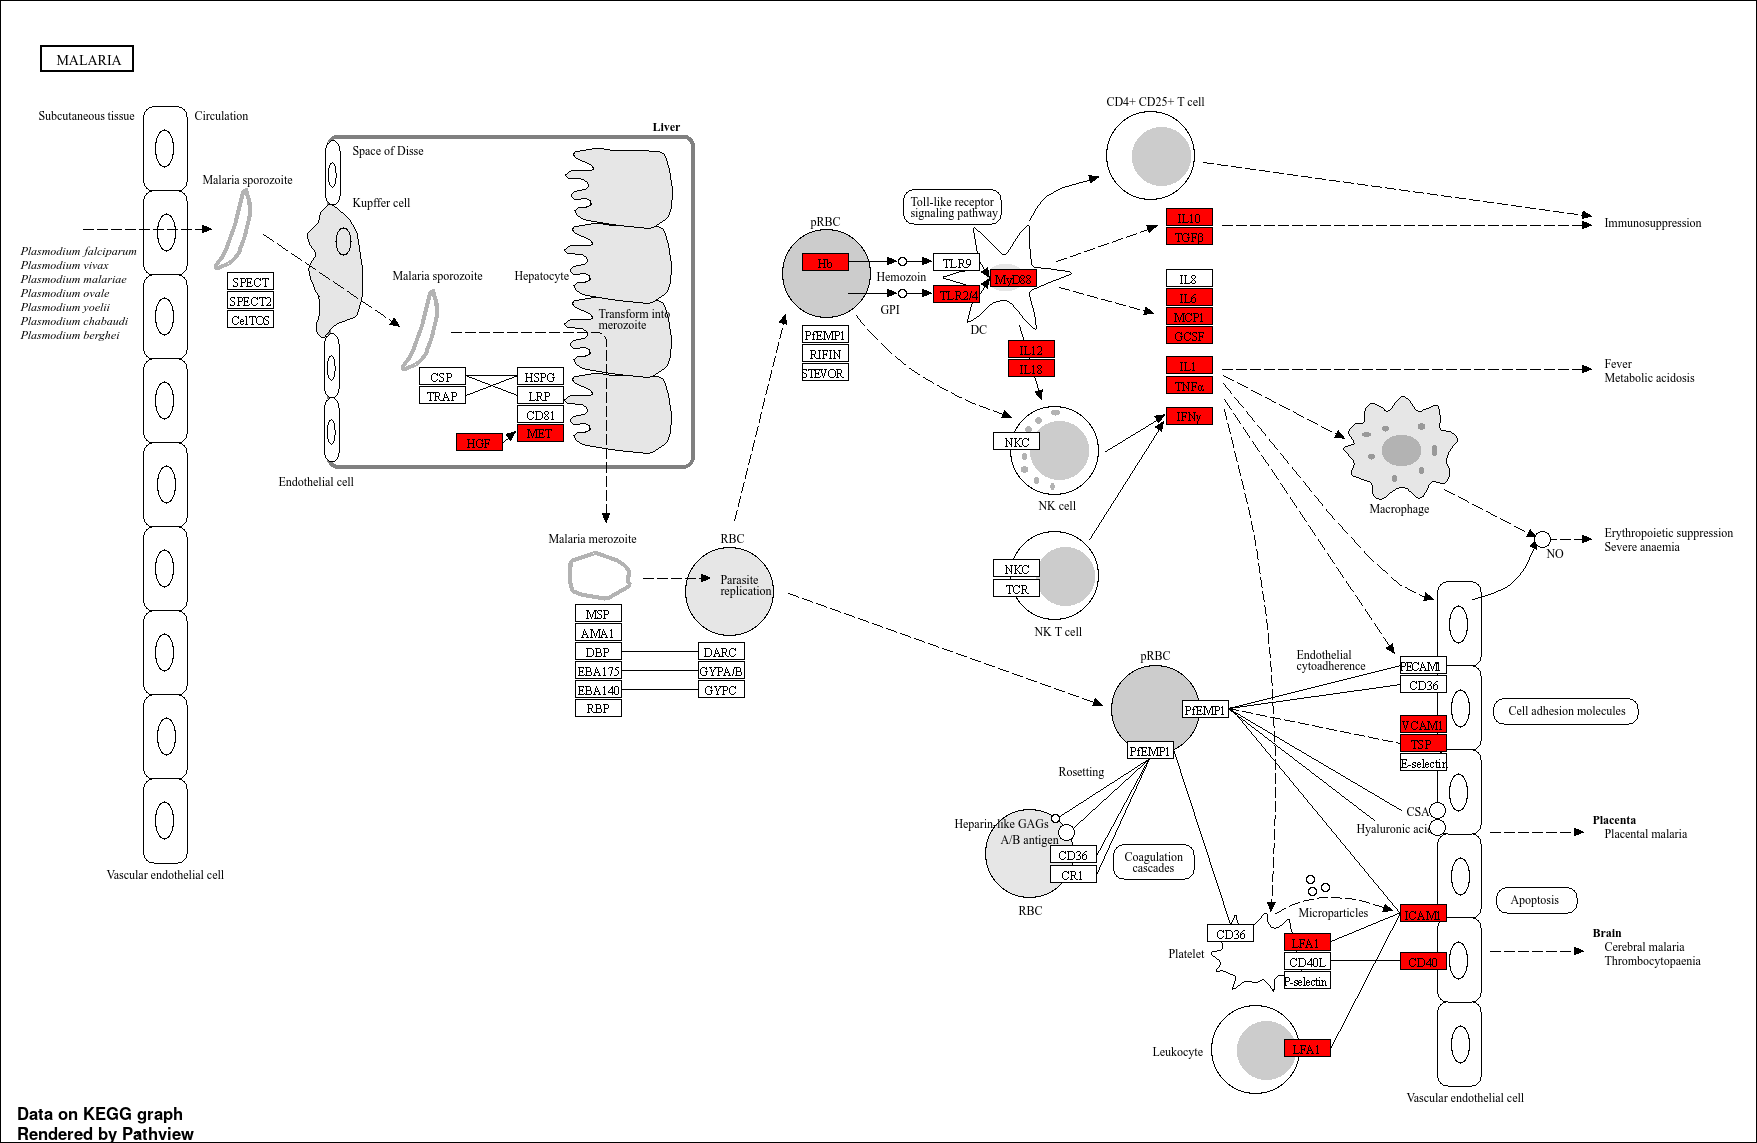 MALARIA
Subcutaneous tissue
Circulation
Malaria sporozoite
Plasmodium falciparum
Plasmodium vivax
Plasmodium malariae
Plasmodium ovale
Plasmodium yoelii
Plasmodium chabaudi
Plasmodium berghei
SPECT
SPECT2
CelTOS
Vascular endothelial cell
Liver
Space of Disse
Kupffer cell
Malaria sporozoite
Hepatocyte
Transform into
merozoite
CSP
TRAP
HSPG
LRP
CD81
MET
HGF
Endothelial cell
Malaria merozoite
MSP
AMA1
DBP
EBA175
EBA140
RBP
RBC
Parasite
replication
DARC
GYPA/B
GYPC
pRBC
Hb
PfEMP1
RIFIN
STEVOR
Hemozoin
GPI
Toll-like receptor
signaling pathway
TLR9
TLR2/4
MyD88
DC
IL12
IL18
NKC
NK cell
NKC
TCR
NK T cell
CD4+ CD25+ T cell
IL10
TGFβ
IL8
IL6
MCP1
GCSF
IL1
TNFα
IFNγ
Immunosuppression
Fever
Metabolic acidosis
Macrophage
NO
Erythropoietic suppression
Severe anaemia
pRBC
PfEMP1
PfEMP1
Rosetting
Heparin-like GAGs
A/B antigen
CD36
CR1
RBC
Coagulation
cascades
Endothelial
cytoadherence
PECAM1
CD36
VCAM1
TSP
E-selectin
CSA
Hyaluronic acid
Cell adhesion molecules
Placenta
Placental malaria
Apoptosis
Brain
Cerebral malaria
Thrombocytopaenia
Microparticles
ICAM1
CD40
CD36
Platelet
LFA1
CD40L
P-selectin
Leukocyte
LFA1
Vascular endothelial cell
Data on KEGG graph
Rendered by Pathview